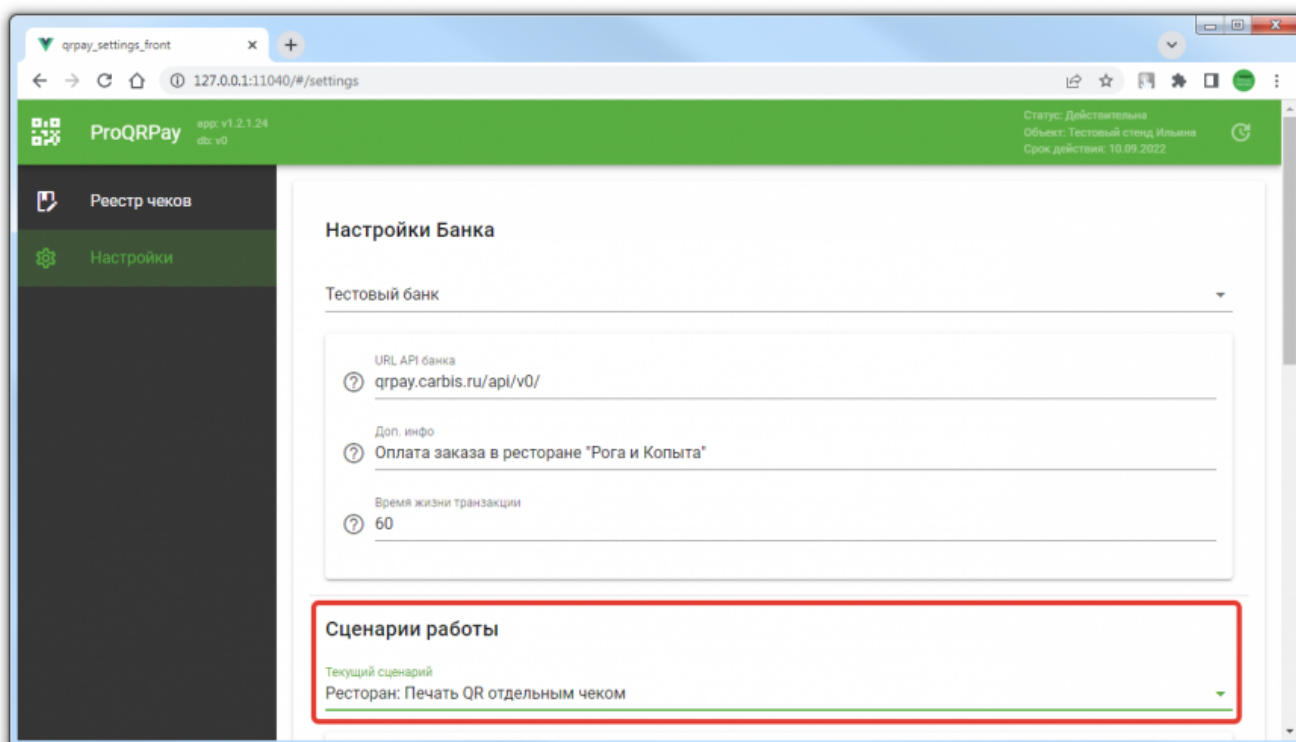 qrpay_settings_front
127.0.0.1:11040/#/settings
ProQRPay
app: v1.2.1.24
db: v0
Статус: Действительна
Объект: Тестовый стенд Ильина
Срок действия: 10.09.2022
Реестр чеков
Настройки
Настройки Банка
Тестовый банк
URL API банка
qrpay.carbis.ru/api/v0/
Доп. инфо
Оплата заказа в ресторане "Рога и Копыта"
Время жизни транзакции
60
Сценарии работы
Текущий сценарий
Ресторан: Печать QR отдельным чеком